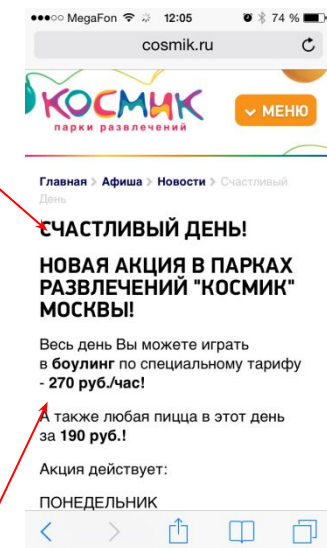 MegaFon 12:05 74 %
cosmik.ru
КОСМИК
парки развлечений
МЕНЮ
Главная > Афиша > Новости > Счастливый
День
СЧАСТЛИВЫЙ ДЕНЬ!
НОВАЯ АКЦИЯ В ПАРКАХ
РАЗВЛЕЧЕНИЙ "КОСМИК"
МОСКВЫ!
Весь день Вы можете играть
в боулинг по специальному тарифу
- 270 руб./час!
А также любая пицца в этот день
за 190 руб.!
Акция действует:
ПОНЕДЕЛЬНИК